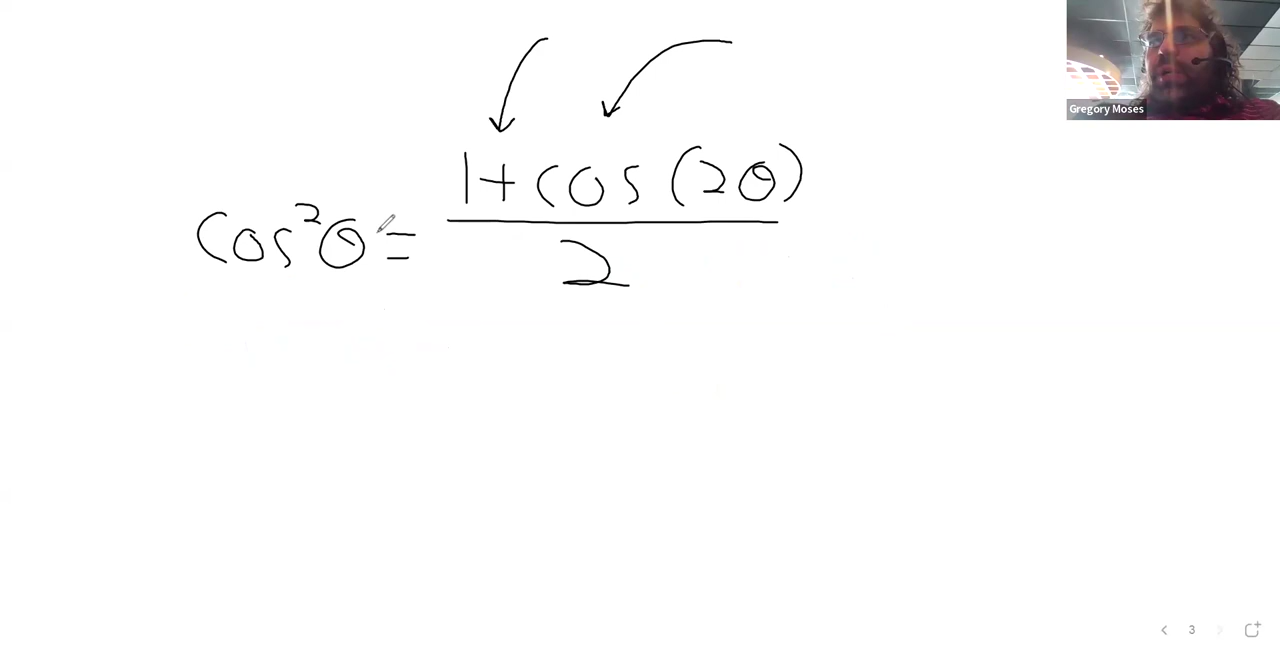 Gregory Moses
cos²θ = (1+cos(2θ))/2
3